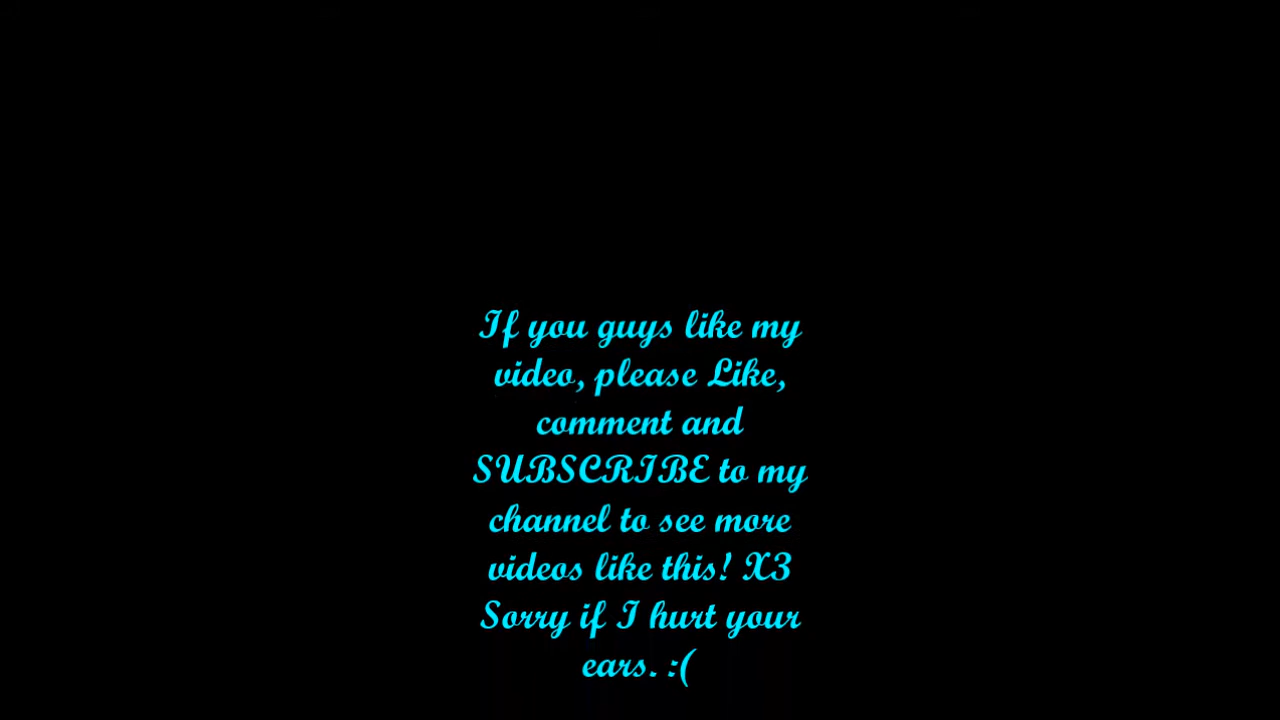 If you guys like my
video, please Like,
comment and
SUBSCRIBE to my
channel to see more
videos like this! X3
Sorry if I hurt your
ears. :(